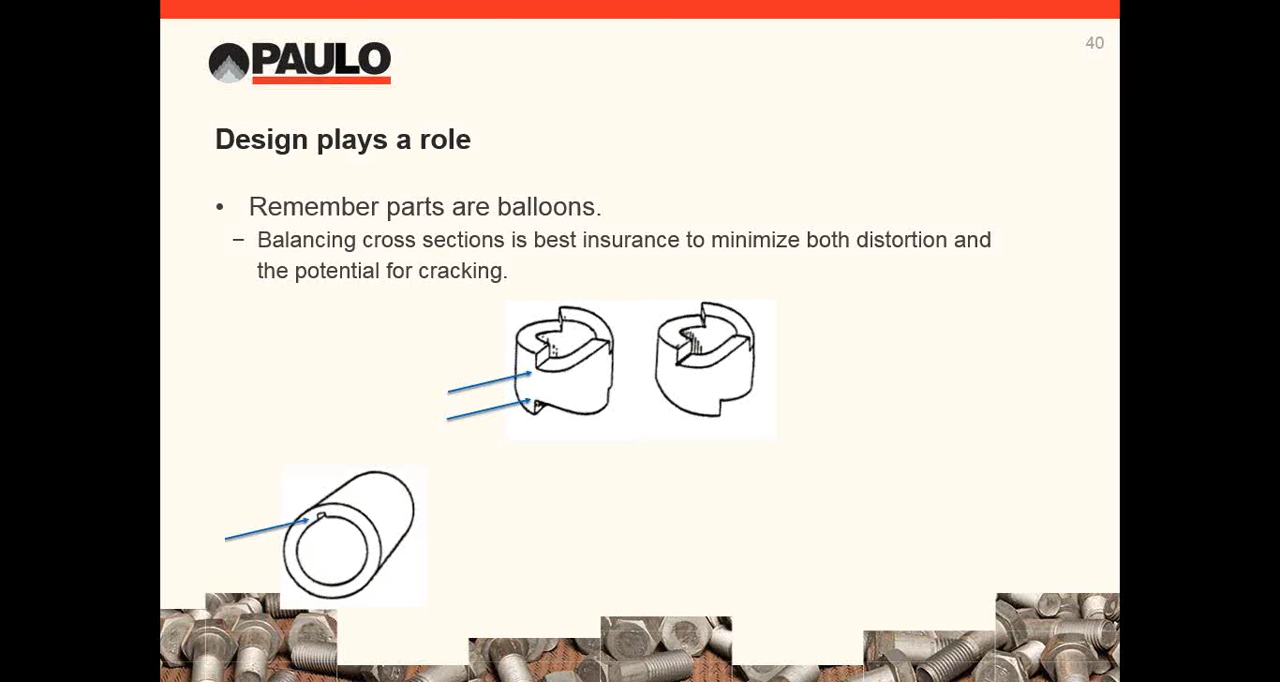 40
PAULO
Design plays a role
• Remember parts are balloons.
– Balancing cross sections is best insurance to minimize both distortion and
the potential for cracking.